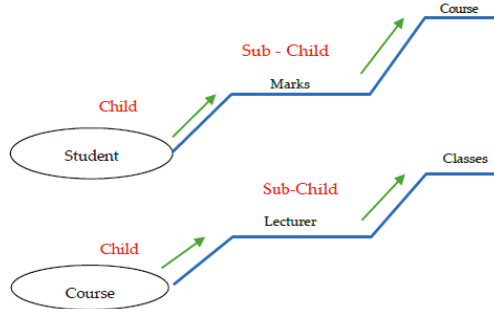 Course
Sub - Child
Marks
Child
Student
Classes
Sub-Child
Lecturer
Child
Course